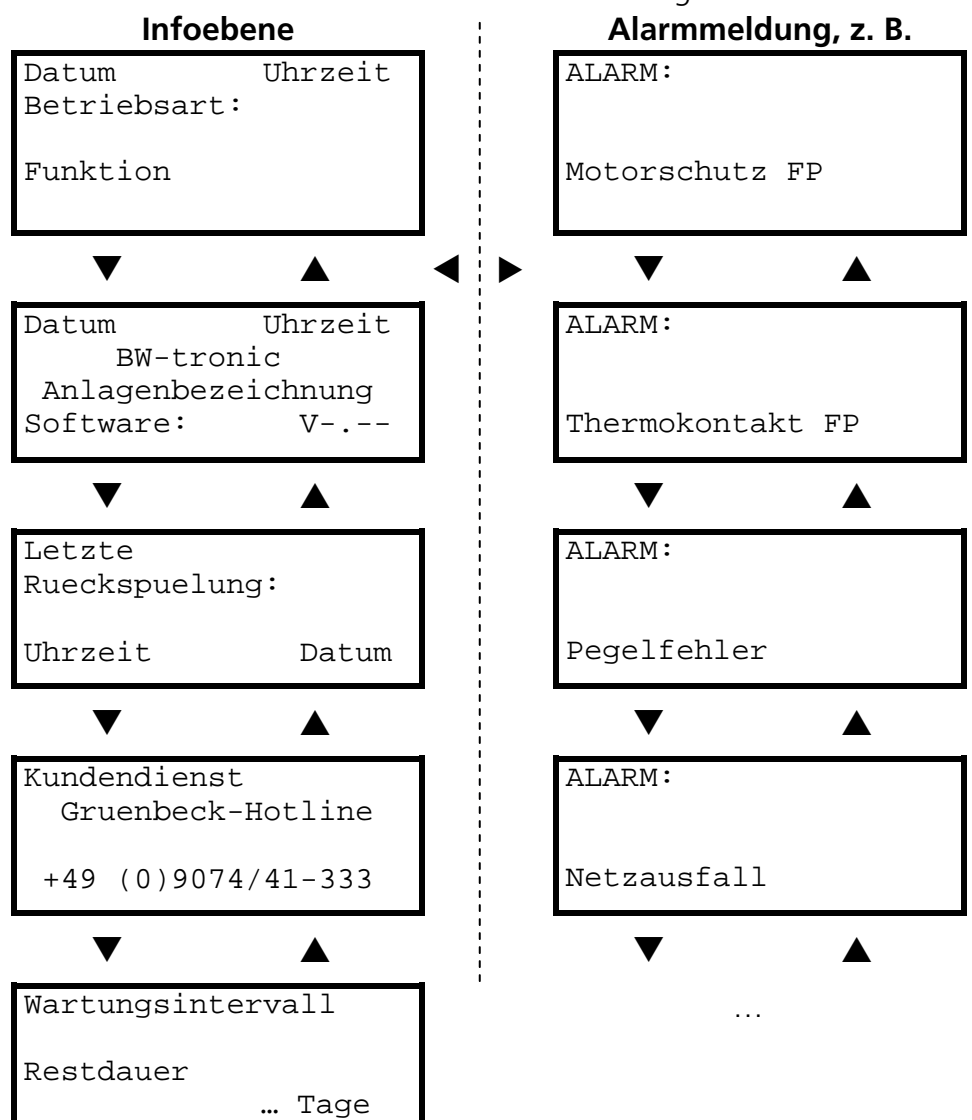 Infoebene
Datum Uhrzeit
Betriebsart:
Funktion
Datum Uhrzeit
BW-tronic
Anlagenbezeichnung
Software: V-.--
Letzte
Rueckspuelung:
Uhrzeit Datum
Kundendienst
Gruenbeck-Hotline
+49 (0)9074/41-333
Wartungsintervall
Restdauer
… Tage
Alarmmeldung, z. B.
ALARM:
Motorschutz FP
ALARM:
Thermokontakt FP
ALARM:
Pegelfehler
ALARM:
Netzausfall
…